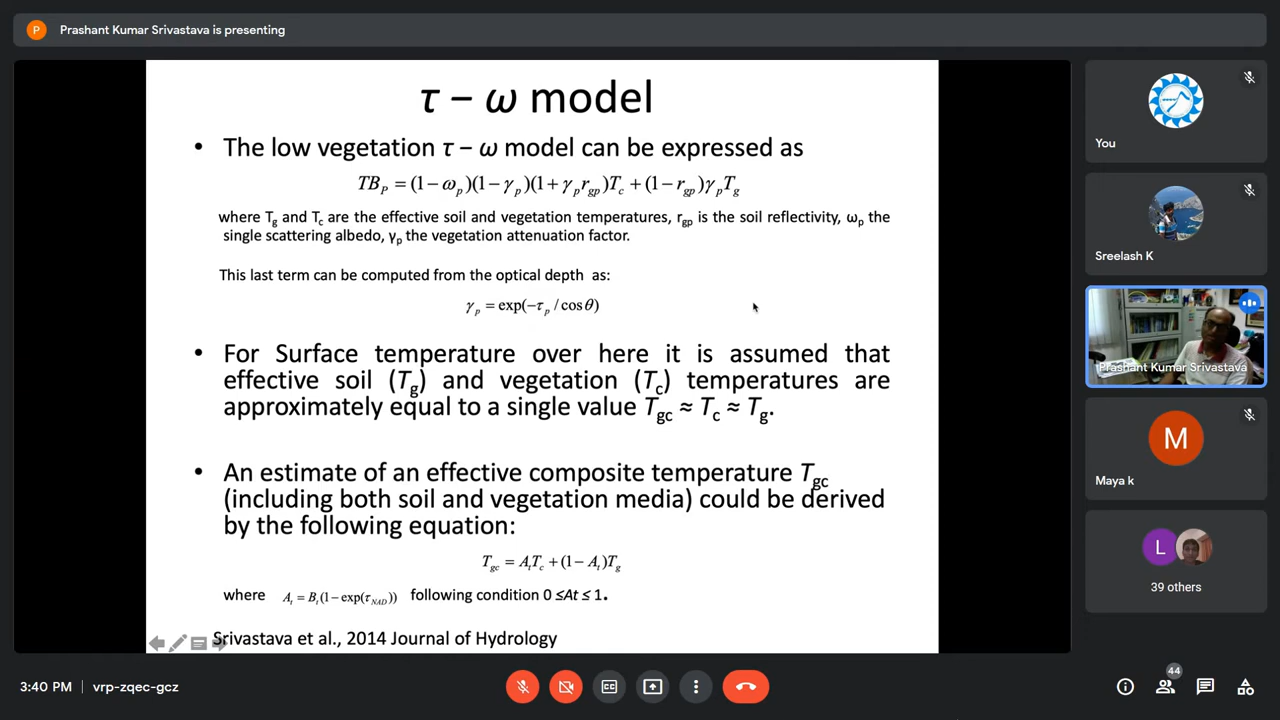 P Prashant Kumar Srivastava is presenting
τ – ω model
• The low vegetation τ – ω model can be expressed as
TB_P = (1 − ω_p)(1 − γ_p)(1 + γ_p r_gp)T_c + (1 − r_gp)γ_p T_g
where T_g and T_c are the effective soil and vegetation temperatures, r_gp is the soil reflectivity, ω_p the
single scattering albedo, γ_p the vegetation attenuation factor.
This last term can be computed from the optical depth as:
γ_p = exp(−τ_p / cos θ)
• For Surface temperature over here it is assumed that
effective soil (T_g) and vegetation (T_c) temperatures are
approximately equal to a single value T_gc ≈ T_c ≈ T_g.
• An estimate of an effective composite temperature T_gc
(including both soil and vegetation media) could be derived
by the following equation:
T_gc = A_t T_c + (1 − A_t)T_g
where A_t = B_t(1 − exp(τ_NAD)) following condition 0 ≤At ≤ 1.
Srivastava et al., 2014 Journal of Hydrology
You
Sreelash K
Prashant Kumar Srivastava
M
Maya k
L
39 others
3:40 PM | vrp-zqec-gcz
CC
44